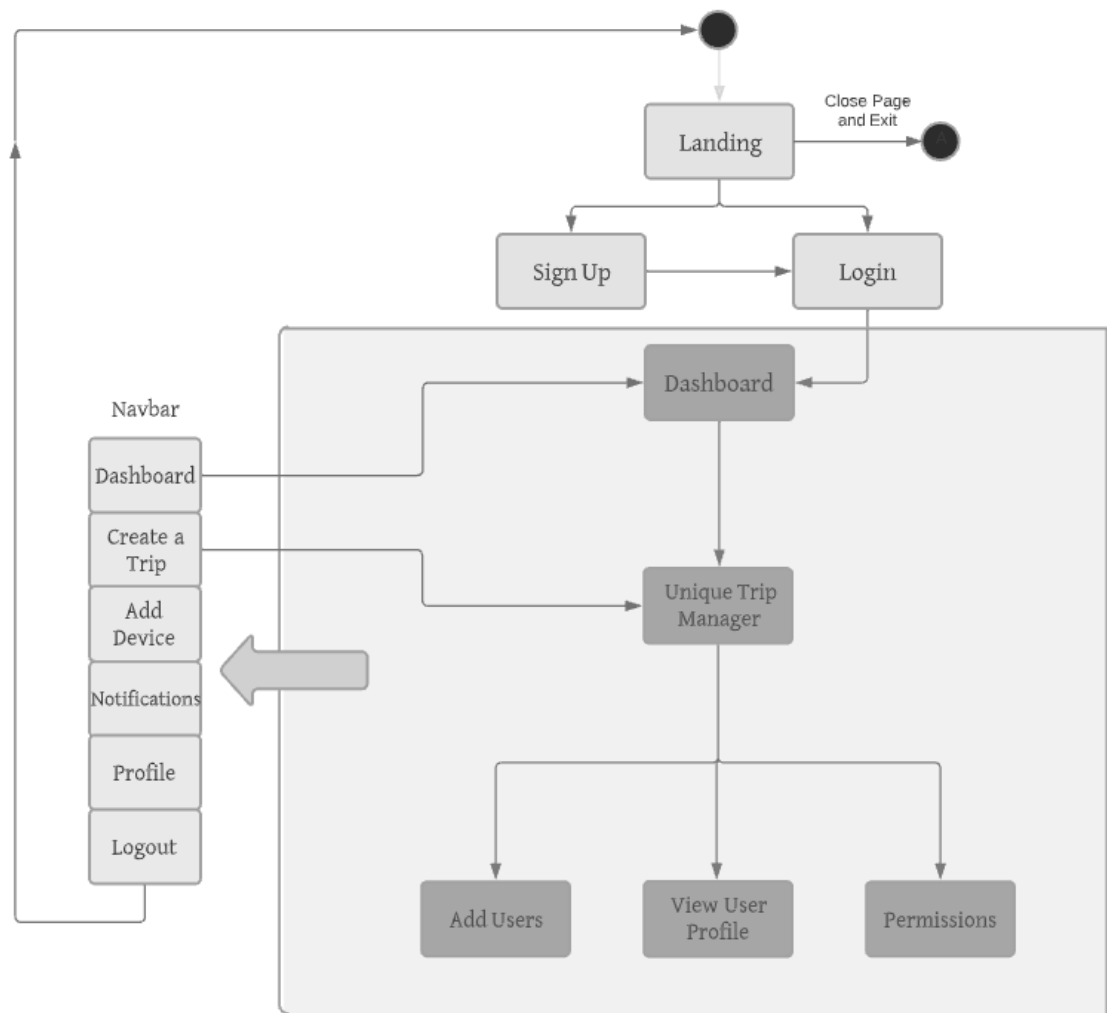 Close Page
and Exit
Landing
A
Sign Up
Login
Dashboard
Navbar
Dashboard
Create a
Trip
Unique Trip
Manager
Add
Device
Notifications
Profile
Logout
Add Users
View User
Profile
Permissions